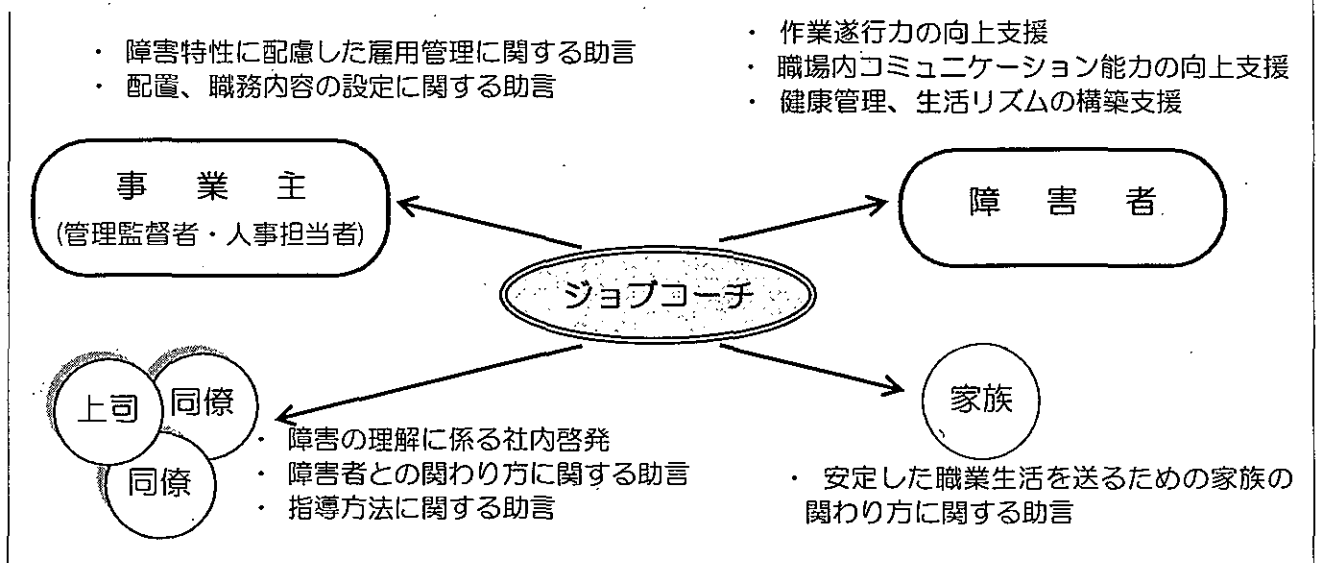 ・ 障害特性に配慮した雇用管理に関する助言
・ 配置、職務内容の設定に関する助言
・ 作業遂行力の向上支援
・ 職場内コミュニケーション能力の向上支援
・ 健康管理、生活リズムの構築支援
事 業 主
(管理監督者・人事担当者)
障 害 者
ジョブコーチ
上司
同僚
同僚
・ 障害の理解に係る社内啓発
・ 障害者との関わり方に関する助言
・ 指導方法に関する助言
家族
・ 安定した職業生活を送るための家族の
関わり方に関する助言